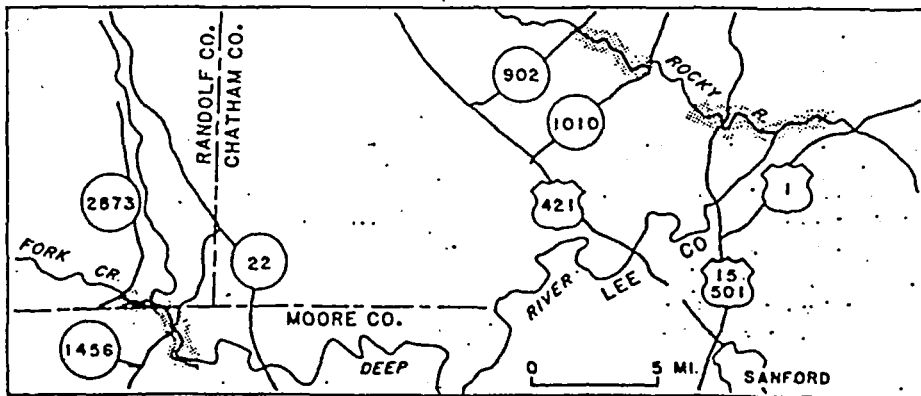 RANDOLF CO.
CHATHAM CO.
902
ROCKY
R.
1010
2873
421
1
FORK
CR.
22
RIVER
LEE CO
15
501
MOORE CO.
1456
DEEP
0 5 MI.
SANFORD